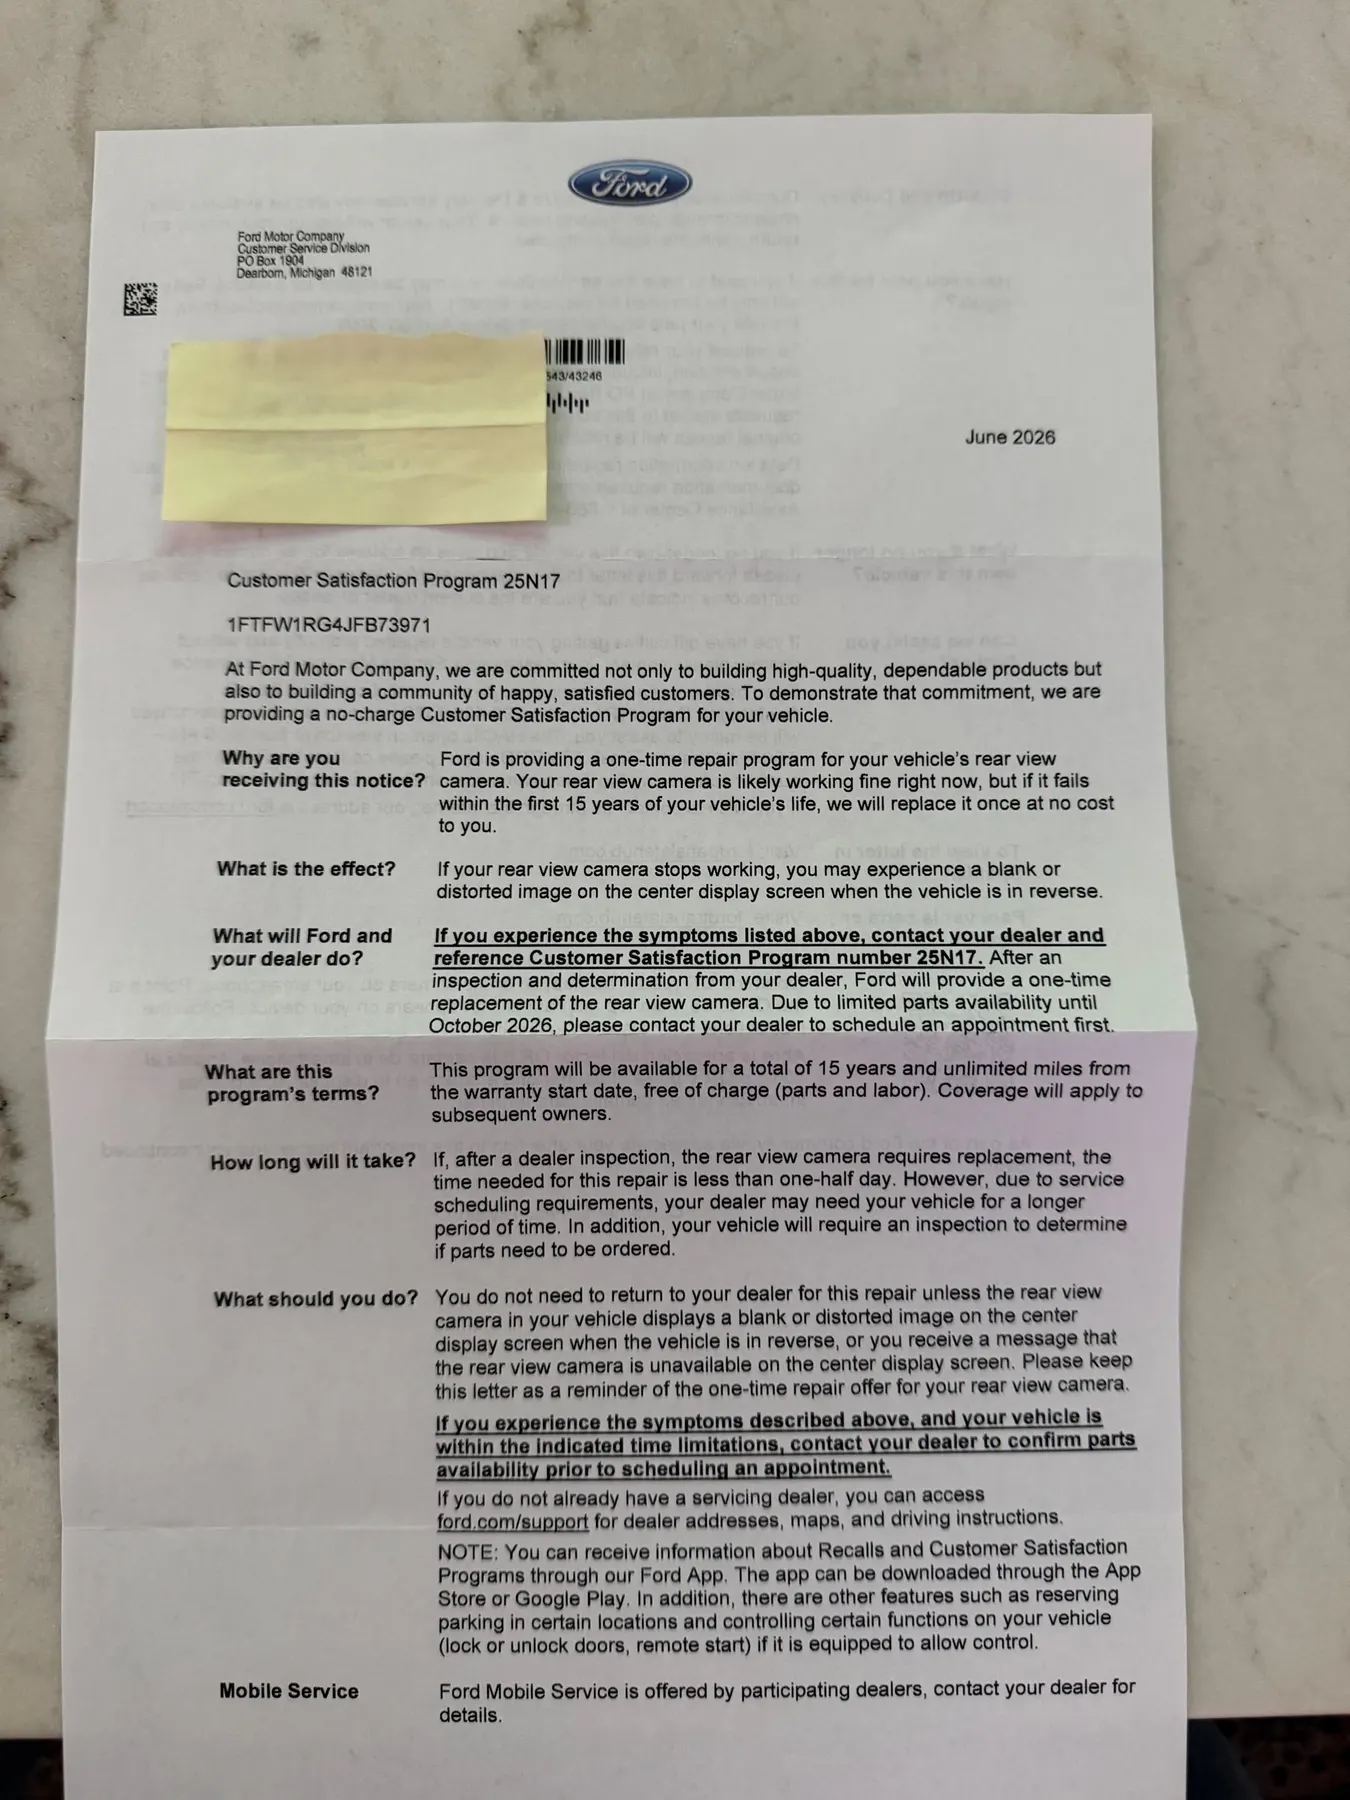 Ford
Ford Motor Company
Customer Service Division
PO Box 1904
Dearborn, Michigan 48121
543/43246
June 2026
Customer Satisfaction Program 25N17
1FTFW1RG4JFB73971
At Ford Motor Company, we are committed not only to building high-quality, dependable products but
also to building a community of happy, satisfied customers. To demonstrate that commitment, we are
providing a no-charge Customer Satisfaction Program for your vehicle.
Why are you
receiving this notice?
Ford is providing a one-time repair program for your vehicle's rear view
camera. Your rear view camera is likely working fine right now, but if it fails
within the first 15 years of your vehicle's life, we will replace it once at no cost
to you.
What is the effect?
If your rear view camera stops working, you may experience a blank or
distorted image on the center display screen when the vehicle is in reverse.
What will Ford and
your dealer do?
If you experience the symptoms listed above, contact your dealer and
reference Customer Satisfaction Program number 25N17. After an
inspection and determination from your dealer, Ford will provide a one-time
replacement of the rear view camera. Due to limited parts availability until
October 2026, please contact your dealer to schedule an appointment first.
What are this
program's terms?
This program will be available for a total of 15 years and unlimited miles from
the warranty start date, free of charge (parts and labor). Coverage will apply to
subsequent owners.
How long will it take?
If, after a dealer inspection, the rear view camera requires replacement, the
time needed for this repair is less than one-half day. However, due to service
scheduling requirements, your dealer may need your vehicle for a longer
period of time. In addition, your vehicle will require an inspection to determine
if parts need to be ordered.
What should you do?
You do not need to return to your dealer for this repair unless the rear view
camera in your vehicle displays a blank or distorted image on the center
display screen when the vehicle is in reverse, or you receive a message that
the rear view camera is unavailable on the center display screen. Please keep
this letter as a reminder of the one-time repair offer for your rear view camera.
If you experience the symptoms described above, and your vehicle is
within the indicated time limitations, contact your dealer to confirm parts
availability prior to scheduling an appointment.
If you do not already have a servicing dealer, you can access
ford.com/support for dealer addresses, maps, and driving instructions.
NOTE: You can receive information about Recalls and Customer Satisfaction
Programs through our Ford App. The app can be downloaded through the App
Store or Google Play. In addition, there are other features such as reserving
parking in certain locations and controlling certain functions on your vehicle
(lock or unlock doors, remote start) if it is equipped to allow control.
Mobile Service
Ford Mobile Service is offered by participating dealers, contact your dealer for
details.